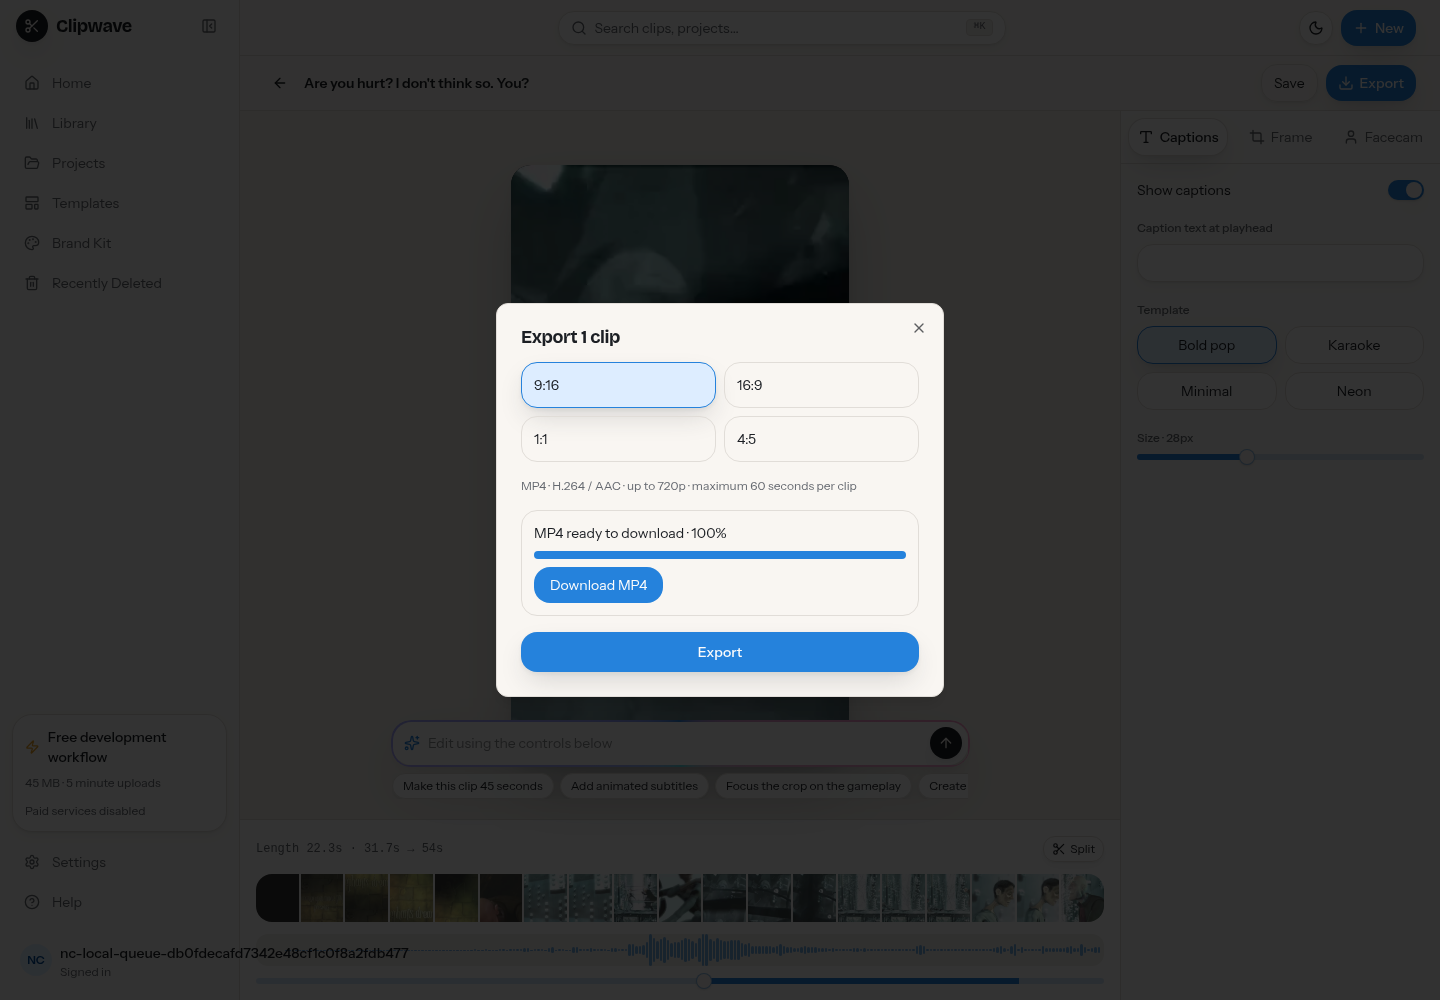 Clipwave
Search clips, projects...
⌘K
New
Home
Library
Projects
Templates
Brand Kit
Recently Deleted
Are you hurt? I don't think so. You?
Save
Export
Captions
Frame
Facecam
Show captions
Caption text at playhead
Template
Bold pop
Karaoke
Minimal
Neon
Size · 28px
Export 1 clip
9:16
16:9
1:1
4:5
MP4 · H.264 / AAC · up to 720p · maximum 60 seconds per clip
MP4 ready to download · 100%
Download MP4
Export
Edit using the controls below
Make this clip 45 seconds
Add animated subtitles
Focus the crop on the gameplay
Create
Free development
workflow
45 MB · 5 minute uploads
Paid services disabled
Settings
Help
NC
nc-local-queue-db0fdecafd7342e48cf1c0f8a2fdb477
Signed in
Length 22.3s · 31.7s → 54s
Split